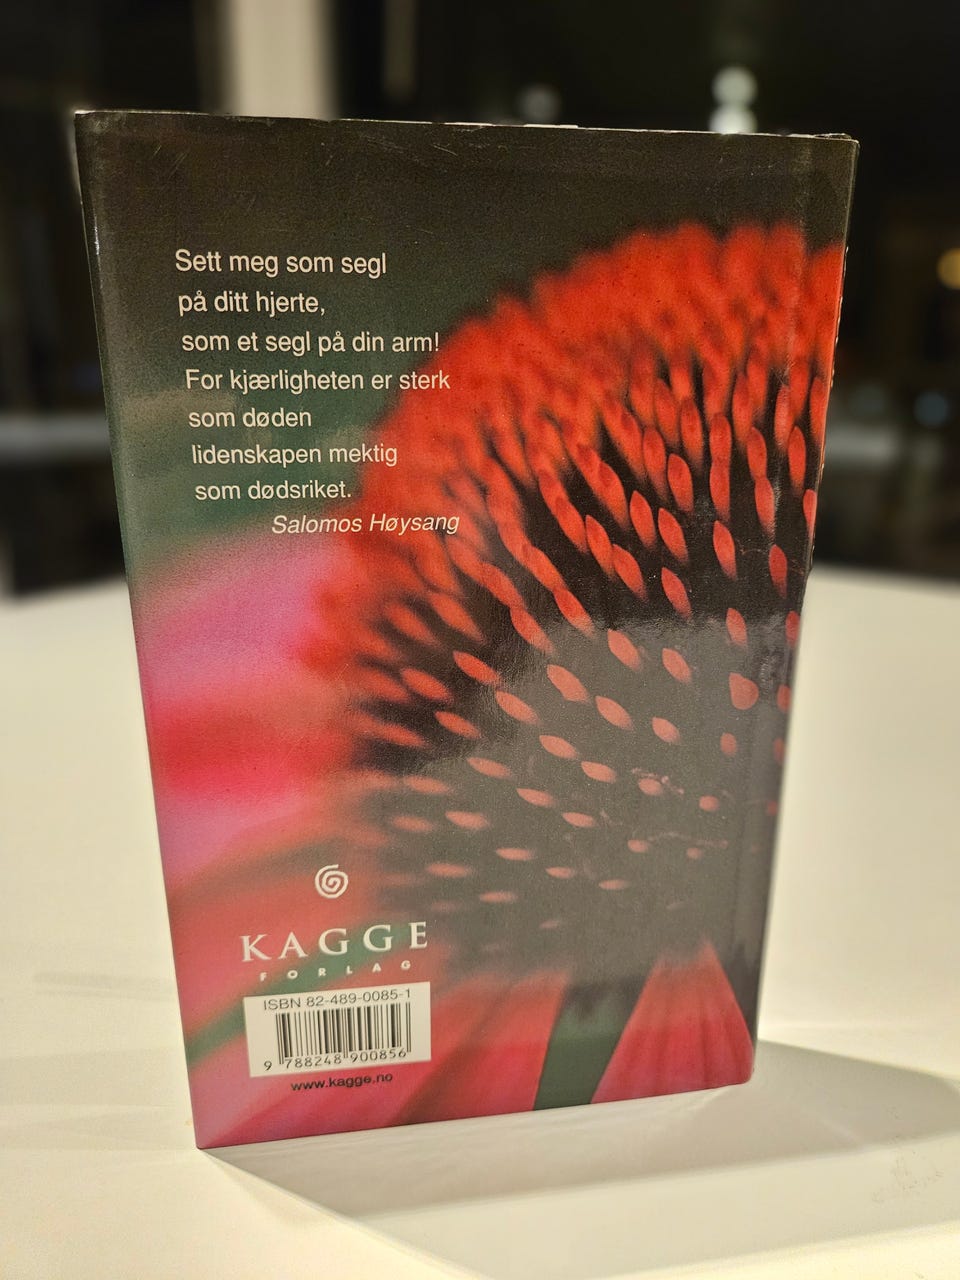 Sett meg som segl
på ditt hjerte,
som et segl på din arm!
For kjærligheten er sterk
som døden
lidenskapen mektig
som dødsriket.
Salomos Høysang
KAGGE
FORLAG
ISBN 82-489-0085-1
9 788248 900856
www.kagge.no